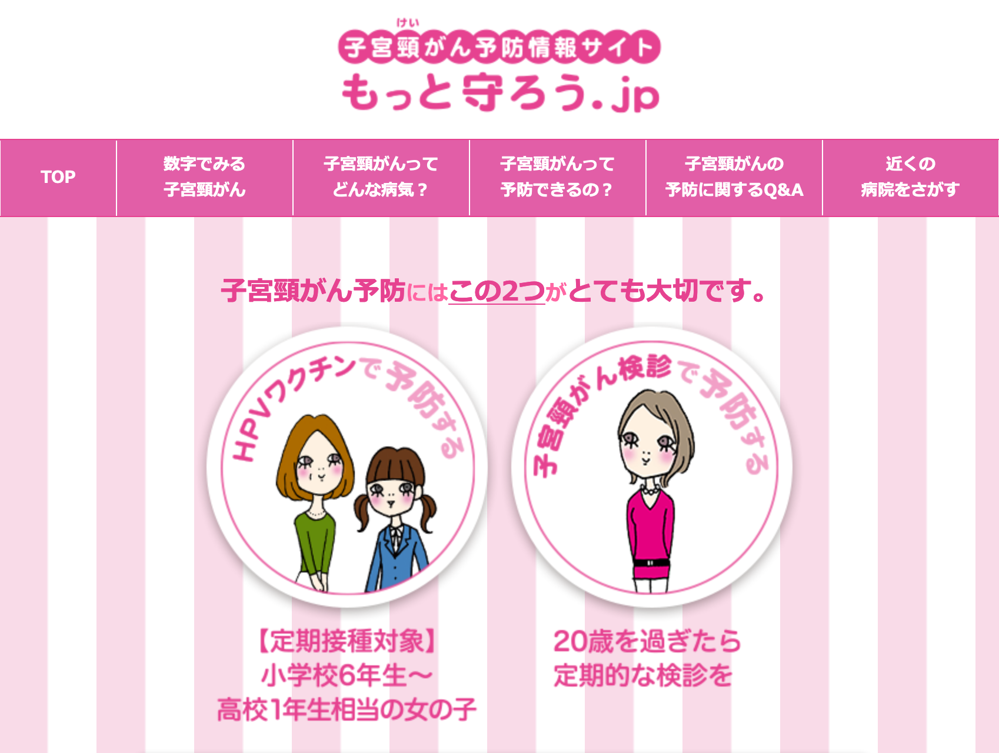 けい
子宮頸がん予防情報サイト
もっと守ろう.jp
TOP
数字でみる
子宮頸がん
子宮頸がんって
どんな病気？
子宮頸がんって
予防できるの？
子宮頸がんの
予防に関するQ&A
近くの
病院をさがす
子宮頸がん予防にはこの2つがとても大切です。
HPVワクチンで予防する
【定期接種対象】
小学校6年生〜
高校1年生相当の女の子
子宮頸がん検診で予防する
20歳を過ぎたら
定期的な検診を